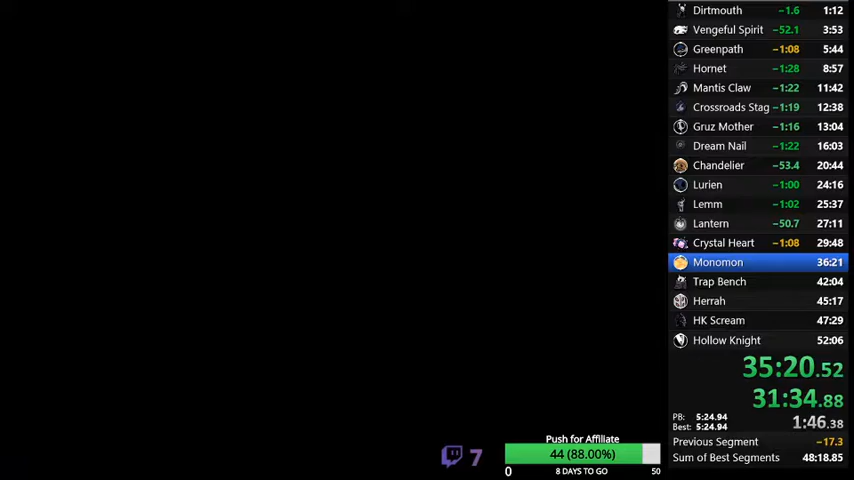 Dirtmouth −1.6 1:12
Vengeful Spirit −52.1 3:53
Greenpath −1:08 5:44
Hornet −1:28 8:57
Mantis Claw −1:22 11:42
Crossroads Stag −1:19 12:38
Gruz Mother −1:16 13:04
Dream Nail −1:22 16:03
Chandelier −53.4 20:44
Lurien −1:00 24:16
Lemm −1:02 25:37
Lantern −50.7 27:11
Crystal Heart −1:08 29:48
Monomon 36:21
Trap Bench 42:04
Herrah 45:17
HK Scream 47:29
Hollow Knight 52:06
35:20.52
31:34.88
PB: 5:24.94
Best: 5:24.94 1:46.38
Previous Segment −17.3
Sum of Best Segments 48:18.85
Push for Affiliate
7 44 (88.00%)
0 8 DAYS TO GO 50